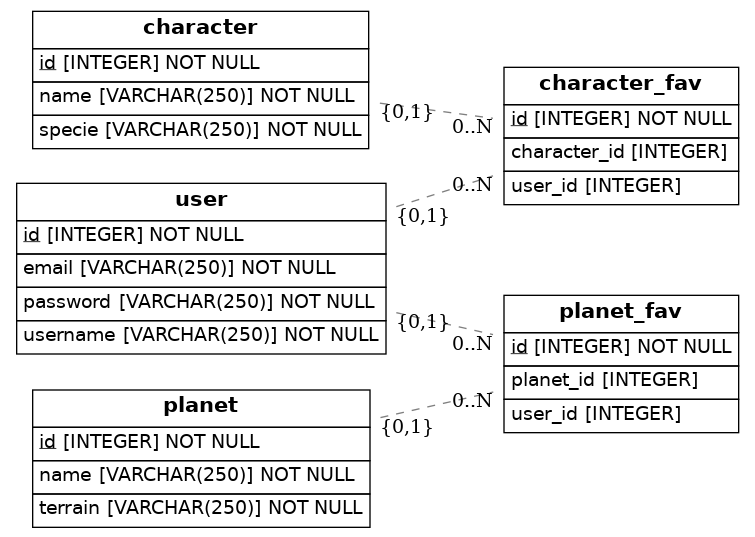 character
id [INTEGER] NOT NULL
name [VARCHAR(250)] NOT NULL
specie [VARCHAR(250)] NOT NULL
{0,1}
0..N
character_fav
id [INTEGER] NOT NULL
character_id [INTEGER]
user_id [INTEGER]
user
id [INTEGER] NOT NULL
email [VARCHAR(250)] NOT NULL
password [VARCHAR(250)] NOT NULL
username [VARCHAR(250)] NOT NULL
0..N
{0,1}
{0,1}
0..N
planet_fav
id [INTEGER] NOT NULL
planet_id [INTEGER]
user_id [INTEGER]
planet
id [INTEGER] NOT NULL
name [VARCHAR(250)] NOT NULL
terrain [VARCHAR(250)] NOT NULL
0..N
{0,1}